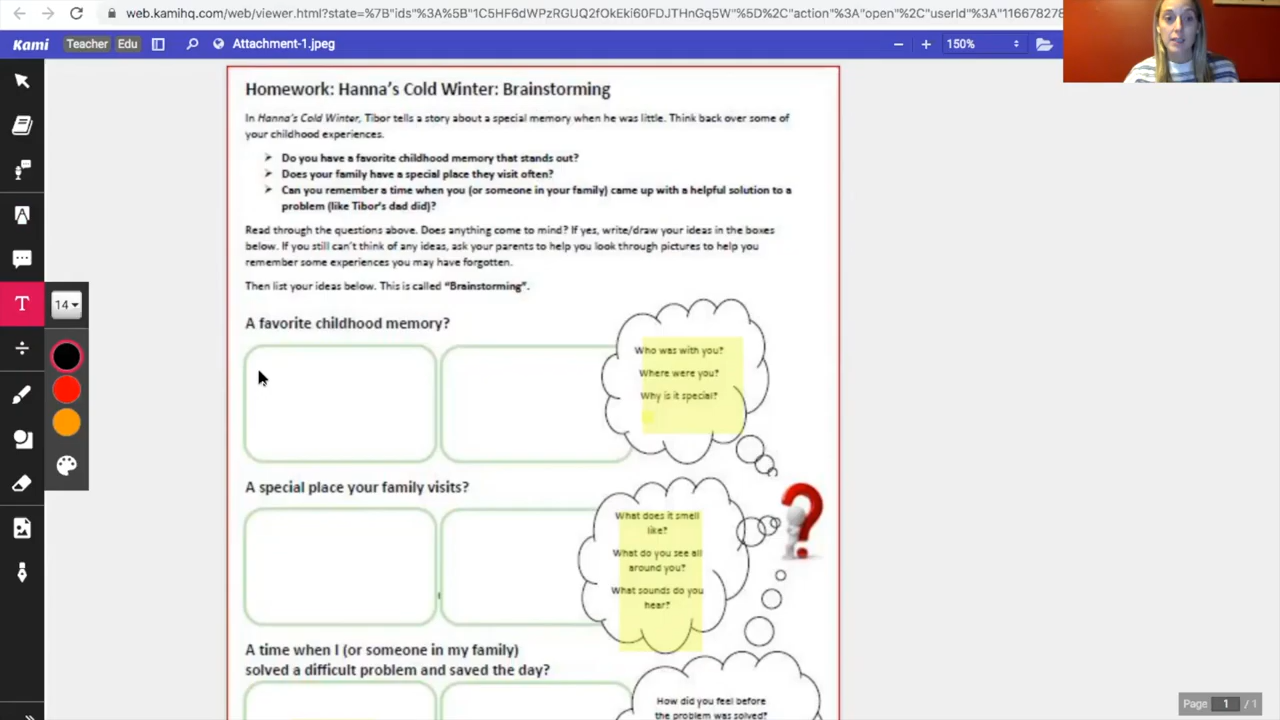 web.kamihq.com/web/viewer.html?state=%7B"ids"%3A%5B"1C5HF6dWPzRGUQ2fOkEki60FDJTHnGq5W"%5D%2C"action"%3A"open"%2C"userId"%3A"11667827
Kami Teacher Edu Attachment-1.jpeg 150%
Homework: Hanna's Cold Winter: Brainstorming
In Hanna's Cold Winter, Tibor tells a story about a special memory when he was little. Think back over some of
your childhood experiences.
➢ Do you have a favorite childhood memory that stands out?
➢ Does your family have a special place they visit often?
➢ Can you remember a time when you (or someone in your family) came up with a helpful solution to a
problem (like Tibor's dad did)?
Read through the questions above. Does anything come to mind? If yes, write/draw your ideas in the boxes
below. If you still can't think of any ideas, ask your parents to help you look through pictures to help you
remember some experiences you may have forgotten.
Then list your ideas below. This is called "Brainstorming".
T 14
A favorite childhood memory?
Who was with you?
Where were you?
Why is it special?
A special place your family visits?
What does it smell
like?
What do you see all
around you?
What sounds do you
hear?
A time when I (or someone in my family)
solved a difficult problem and saved the day?
How did you feel before
the problem was solved?
Page 1 / 1